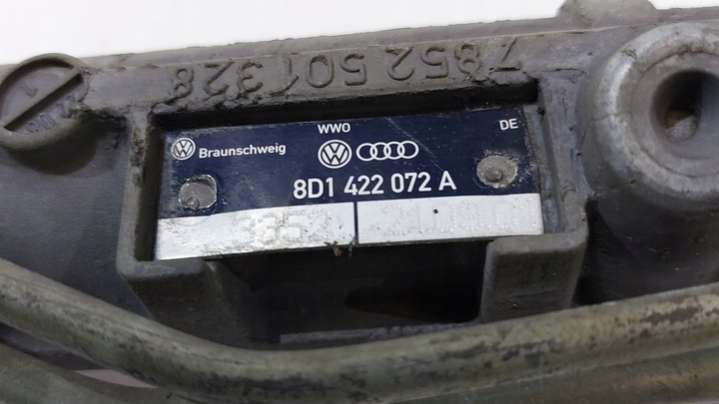 7852 501 328
WWO
DE
Braunschweig
8D1 422 072 A